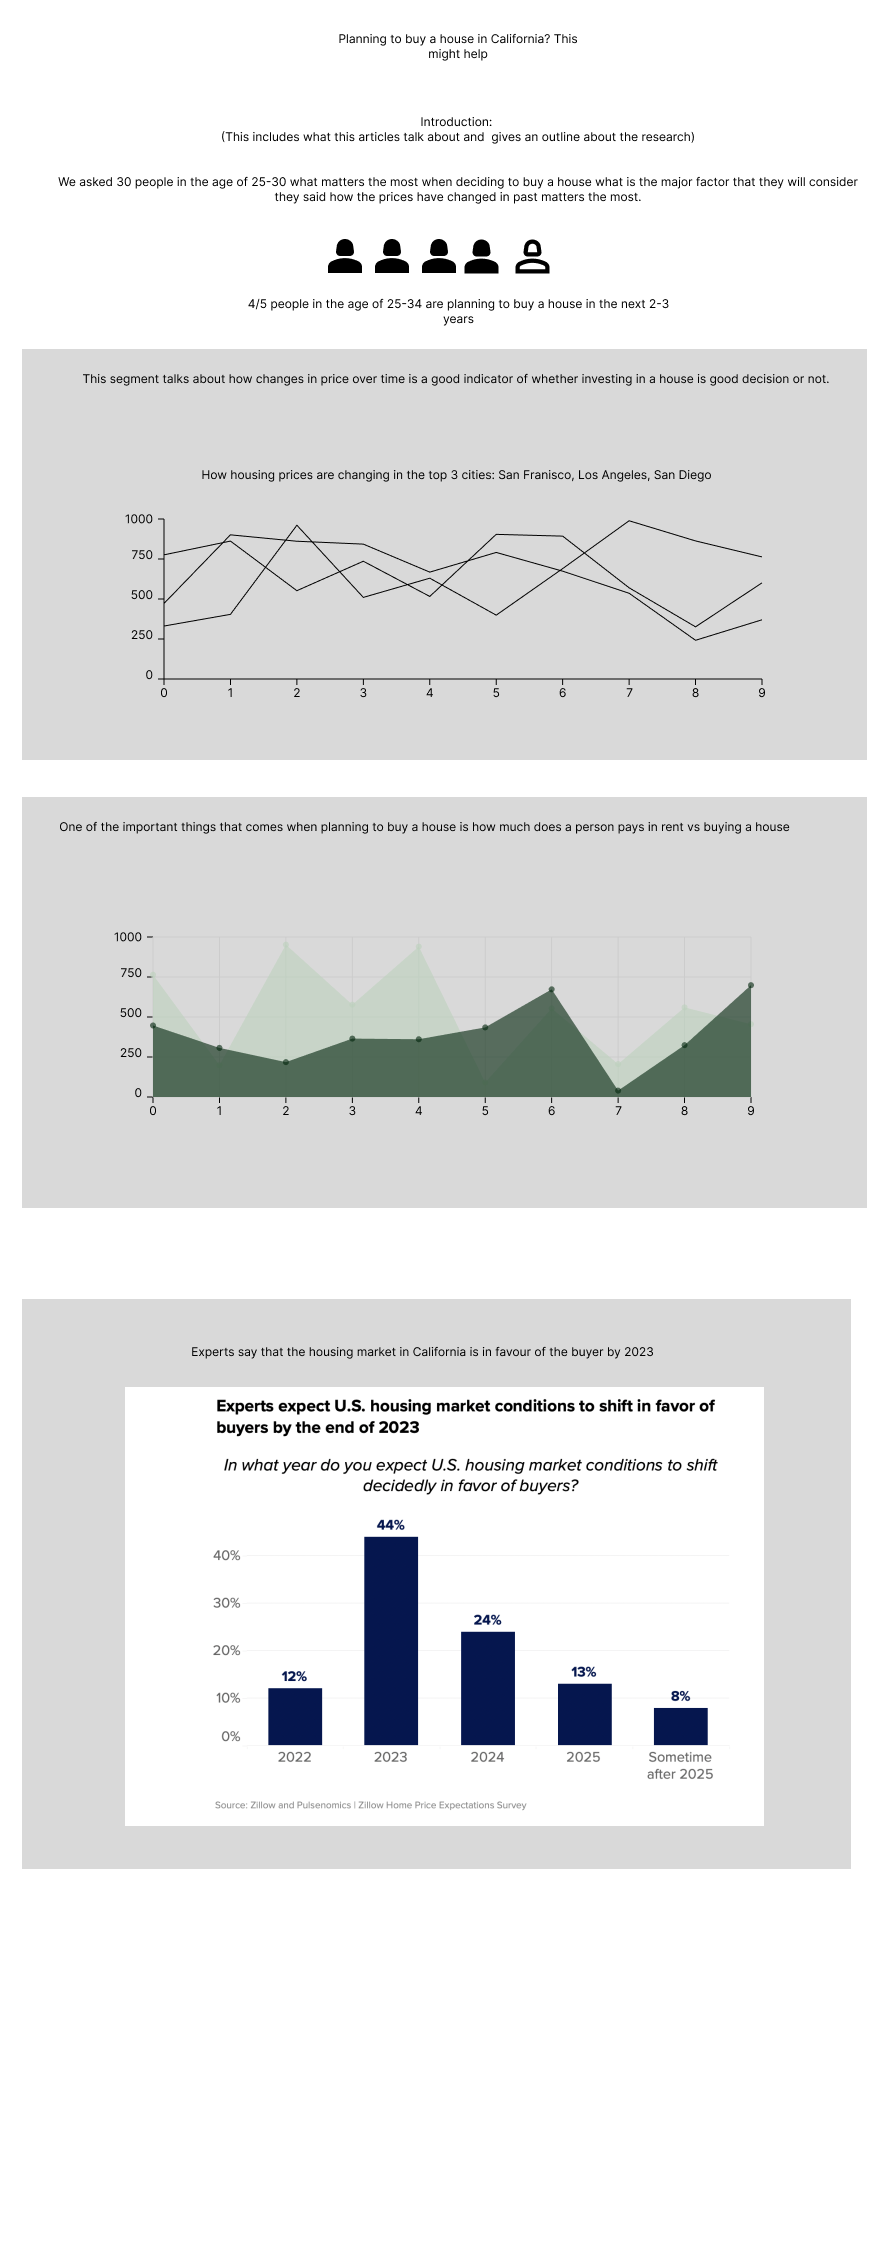 Planning to buy a house in California? This
might help
Introduction:
(This includes what this articles talk about and  gives an outline about the research)
We asked 30 people in the age of 25-30 what matters the most when deciding to buy a house what is the major factor that they will consider
they said how the prices have changed in past matters the most.
4/5 people in the age of 25-34 are planning to buy a house in the next 2-3
years
This segment talks about how changes in price over time is a good indicator of whether investing in a house is good decision or not.
How housing prices are changing in the top 3 cities: San Franisco, Los Angeles, San Diego
1000
750
500
250
0
0 1 2 3 4 5 6 7 8 9
One of the important things that comes when planning to buy a house is how much does a person pays in rent vs buying a house
1000
750
500
250
0
0 1 2 3 4 5 6 7 8 9
Experts say that the housing market in California is in favour of the buyer by 2023
Experts expect U.S. housing market conditions to shift in favor of
buyers by the end of 2023
In what year do you expect U.S. housing market conditions to shift
decidedly in favor of buyers?
44%
40%
30%
24%
20%
12%
13%
10%
8%
0%
2022 2023 2024 2025 Sometime
after 2025
Source: Zillow and Pulsenomics | Zillow Home Price Expectations Survey